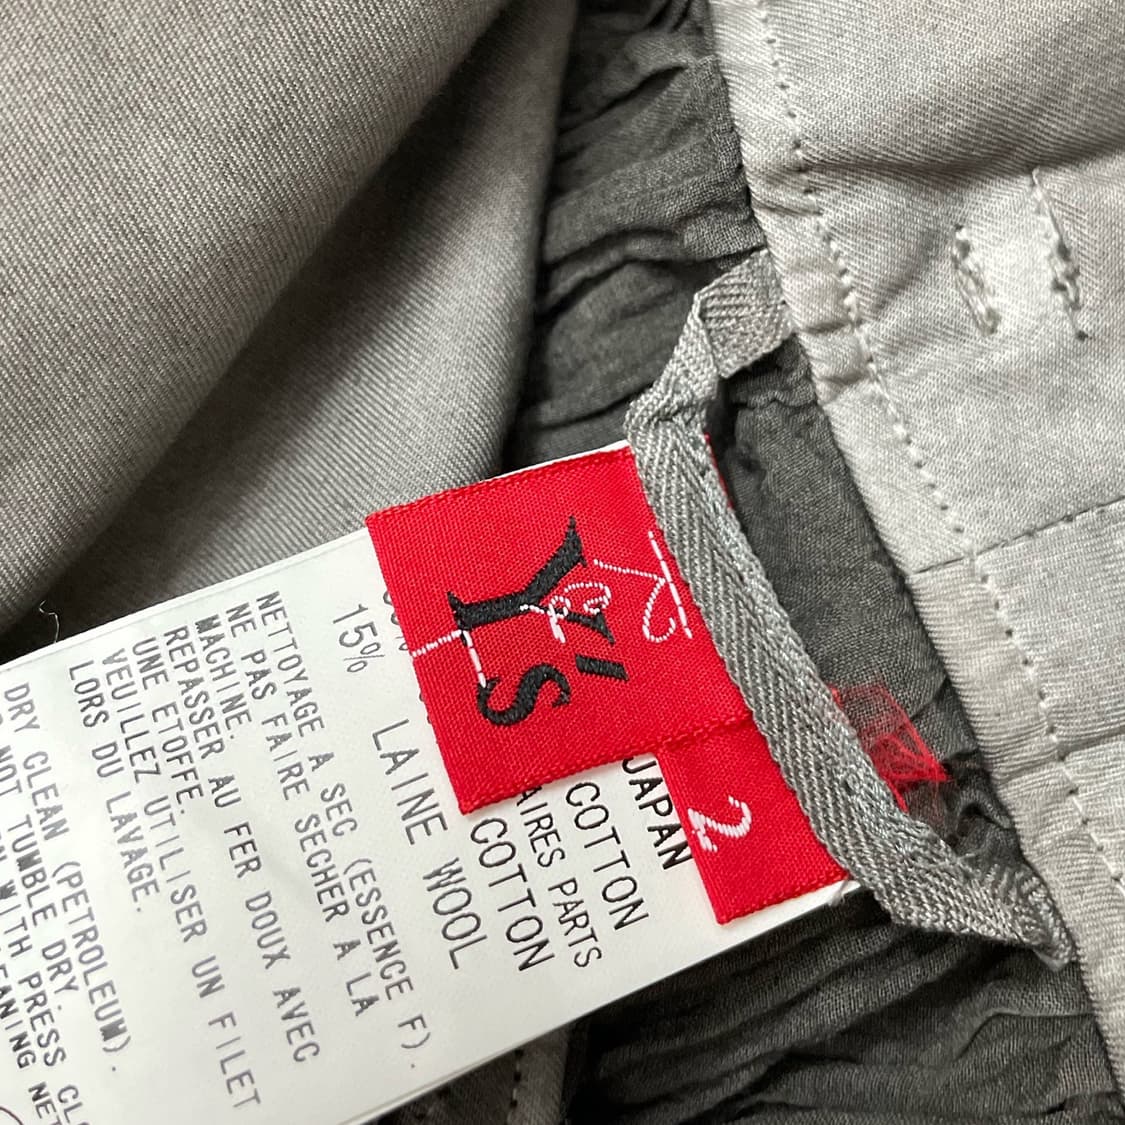 Y's
2
JAPAN
COTTON
AIRES PARTS
COTTON
15% LAINE WOOL
NETTOYAGE A SEC (ESSENCE F).
NE PAS FAIRE SECHER A LA
MACHINE.
REPASSER AU FER DOUX AVEC
UNE ETOFFE.
VEUILLEZ UTILISER UN FILET
LORS DU LAVAGE.
DRY CLEAN (PETROLEUM).
NOT TUMBLE DRY.
WITH PRESS